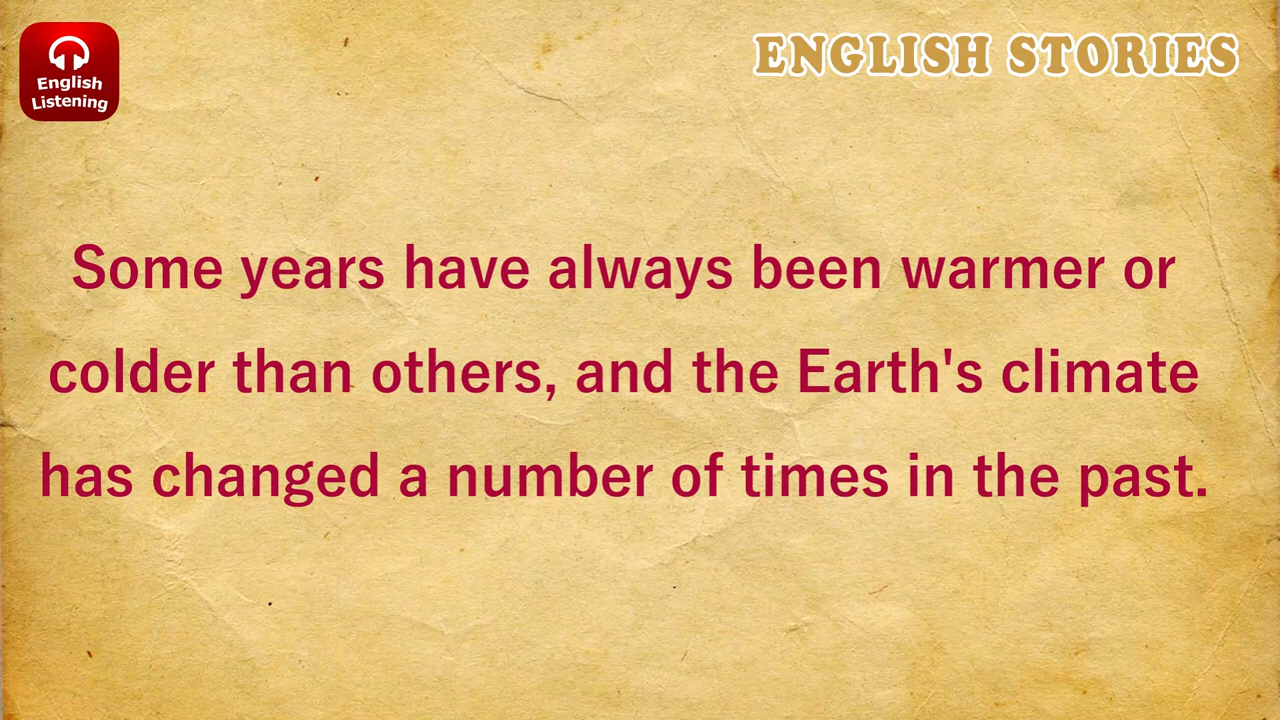 English
Listening
ENGLISH STORIES
Some years have always been warmer or
colder than others, and the Earth's climate
has changed a number of times in the past.